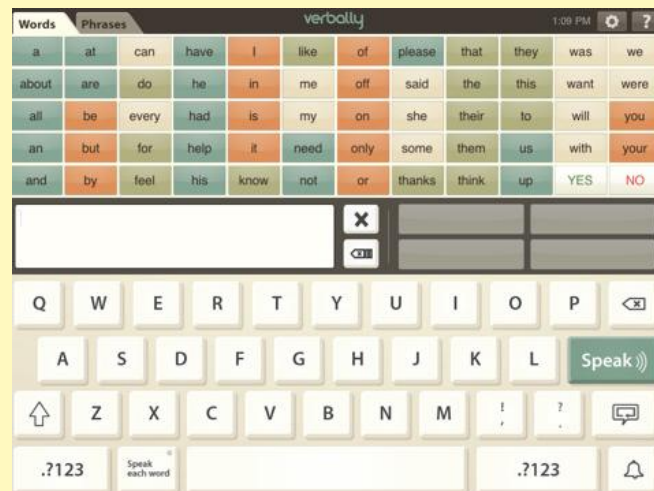 Words Phrases verbally 1:09 PM ?
a at can have I like of please that they was we
about are do he in me off said the this want were
all be every had is my on she their to will you
an but for help it need only some them us with your
and by feel his know not or thanks think up YES NO
Q W E R T Y U I O P
A S D F G H J K L Speak
Z X C V B N M ! , ? .
.?123 Speak each word .?123